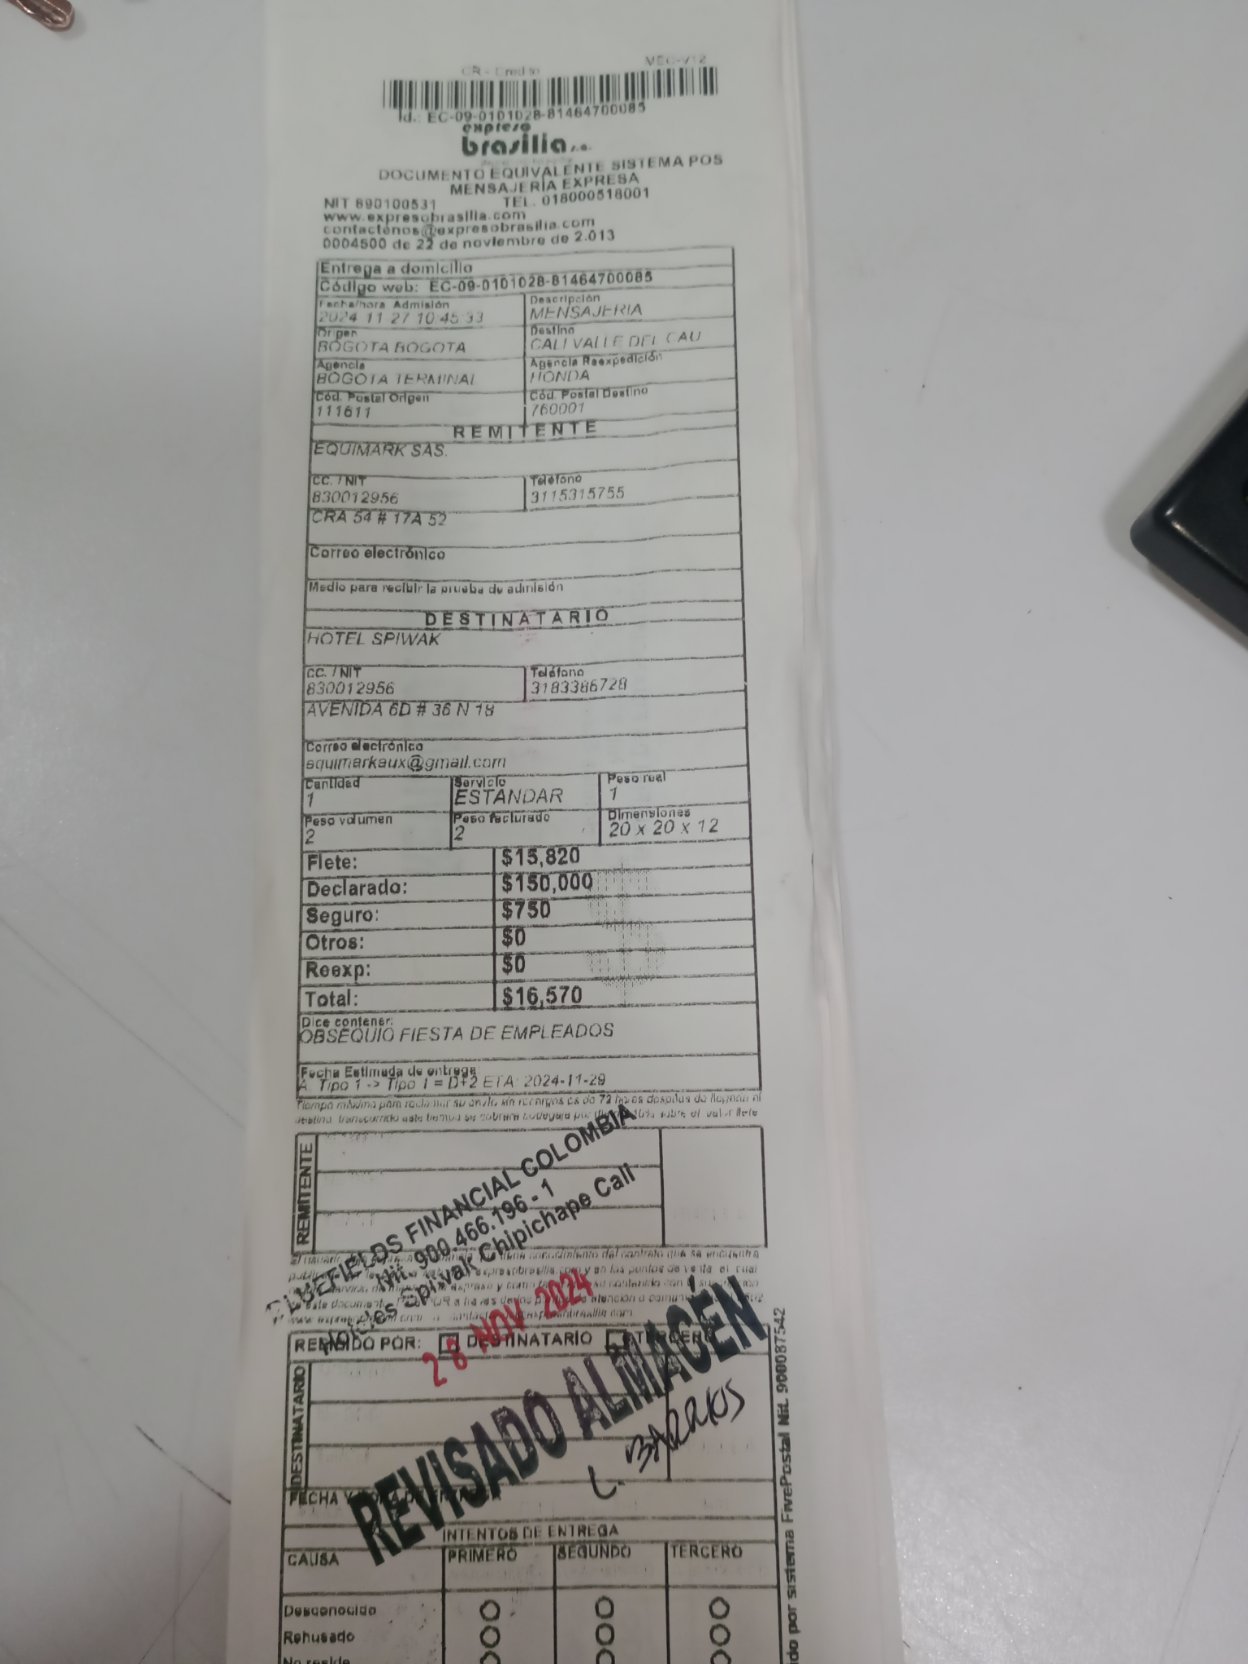 CR - Credito
MEC-V12
Id.: EC-09-0101028-81464700085
expreso
brasilia s.a.
DOCUMENTO EQUIVALENTE SISTEMA POS
MENSAJERÍA EXPRESA
NIT 890100531 TEL. 018000518001
www.expresobrasilia.com
contactenos@expresobrasilia.com
0004500 de 22 de noviembre de 2.013
Entrega a domicilio
Código web: EC-09-0101028-81464700085
Fecha/hora Admisión Descripción
2024 11 27 10:45:33 MENSAJERIA
Origen Destino
BOGOTA BOGOTA CALI VALLE DEL CAU
Agencia Agencia Reexpedición
BOGOTA TERMINAL HONDA
Cód. Postal Origen Cód. Postal Destino
111611 760001
REMITENTE
EQUIMARK SAS.
CC. / NIT Teléfono
830012956 3115315755
CRA 54 # 17A 52
Correo electrónico
Medio para recibir la prueba de admisión
DESTINATARIO
HOTEL SPIWAK
CC. / NIT Teléfono
830012956 3183386728
AVENIDA 6D # 36 N 18
Correo electrónico
equimarkaux@gmail.com
Cantidad Servicio Peso real
1 ESTANDAR 1
Peso volumen Peso facturado Dimensiones
2 2 20 x 20 x 12
Flete: $15,820
Declarado: $150,000
Seguro: $750
Otros: $0
Reexp: $0
Total: $16,570
Dice contener:
OBSEQUIO FIESTA DE EMPLEADOS
Fecha Estimada de entrega
A. Tipo 1 -> Tipo 1 = D+2 ETA: 2024-11-29
REMITENTE
FINANCIAL COLOMBIA
Nit. 900.466.196 - 1
Hoteles Spiwak Chipichape Cali
28 NOV 2024
RECIBIDO POR: DESTINATARIO TERCERO
REVISADO ALMACÉN
L. BARRIOS
DESTINATARIO
FECHA Y
INTENTOS DE ENTREGA
CAUSA PRIMERO SEGUNDO TERCERO
Desconocido
Rehusado
No reside
por sistema FivePostal Nit. 900087542